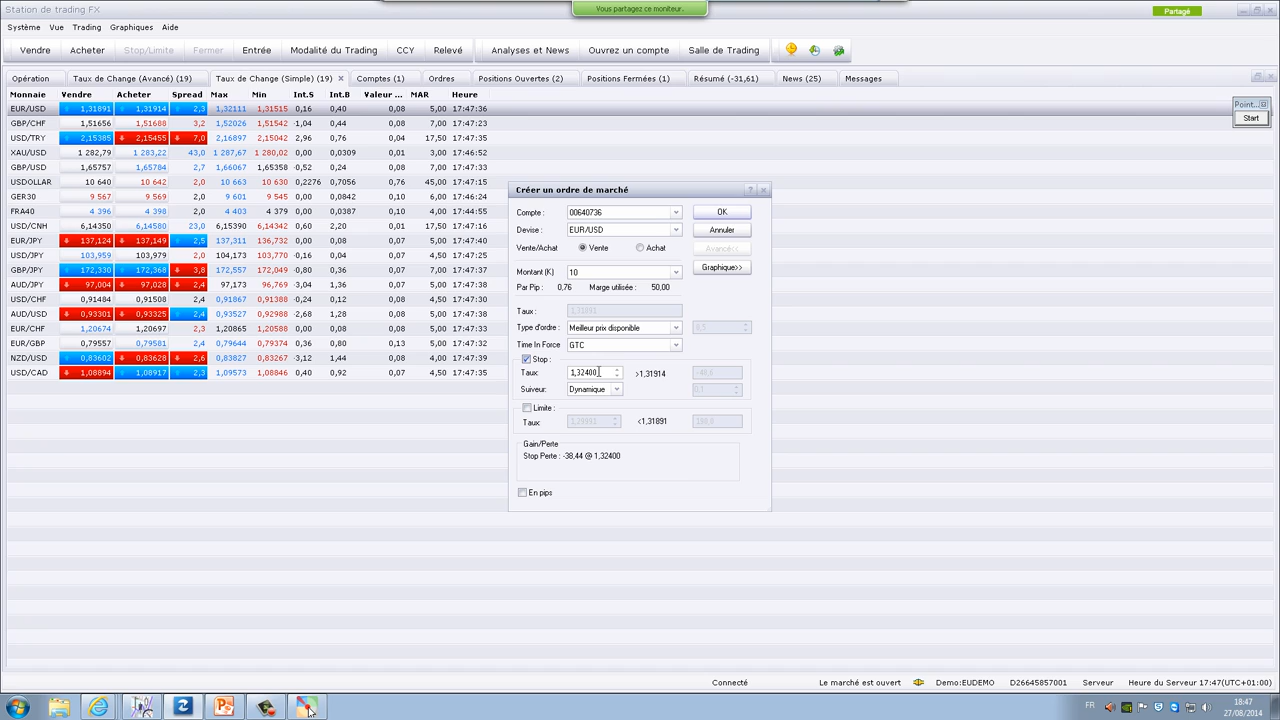 Station de trading FX
Vous partagez ce moniteur.
Partagé
Système Vue Trading Graphiques Aide
Vendre Acheter Stop/Limite Fermer Entrée Modalité du Trading CCY Relevé Analyses et News Ouvrez un compte Salle de Trading
Opération Taux de Change (Avancé) (19) Taux de Change (Simple) (19) Comptes (1) Ordres Positions Ouvertes (2) Positions Fermées (1) Résumé (-31,61) News (25) Messages
Monnaie Vendre Acheter Spread Max Min Int.S Int.B Valeur ... MAR Heure
EUR/USD 1,31891 1,31914 2,3 1,32111 1,31515 0,16 0,40 0,08 5,00 17:47:36
GBP/CHF 1,51656 1,51688 3,2 1,52026 1,51542 -1,04 0,44 0,08 7,00 17:47:23
USD/TRY 2,15385 2,15455 7,0 2,16897 2,15042 2,96 0,76 0,04 17,50 17:47:35
XAU/USD 1 282,79 1 283,22 43,0 1 287,67 1 280,02 0,00 0,0309 0,01 3,00 17:46:52
GBP/USD 1,65757 1,65784 2,7 1,66067 1,65358 0,52 0,24 0,08 7,00 17:47:33
USDOLLAR 10 640 10 642 2,0 10 663 10 630 0,2276 0,7056 0,76 45,00 17:47:15
GER30 9 567 9 569 2,0 9 601 9 545 0,00 0,0842 0,10 10,00 17:46:47
FRA40 4 396 4 398 2,0 4 403 4 379 0,00 0,0387 0,10 10,00 17:44:55
USD/CNH 6,14350 6,14580 23,0 6,15390 6,14342 0,60 2,20 0,01 17,50 17:47:14
EUR/JPY 137,124 137,149 2,5 137,311 136,732 0,00 0,08 0,07 5,00 17:47:40
USD/JPY 103,959 103,979 2,0 104,173 103,770 -0,16 0,04 0,07 4,50 17:47:39
GBP/JPY 172,330 172,368 3,8 172,557 172,049 -0,80 0,36 0,07 7,00 17:47:37
AUD/JPY 97,004 97,028 2,4 97,173 96,769 3,04 1,36 0,07 4,50 17:47:38
USD/CHF 0,91484 0,91508 2,4 0,91867 0,91388 -0,24 0,12 0,08 4,50 17:47:30
AUD/USD 0,93301 0,93325 2,4 0,93527 0,92958 2,66 1,28 0,08 4,50 17:47:38
EUR/CHF 1,20674 1,20697 2,3 1,20865 1,20588 0,00 0,08 0,08 5,00 17:47:33
EUR/GBP 0,79557 0,79581 2,4 0,79644 0,79374 0,36 0,80 0,13 5,00 17:47:32
NZD/USD 0,83602 0,83628 2,6 0,83827 0,83267 3,12 1,44 0,08 4,50 17:47:39
USD/CAD 1,08894 1,08917 2,3 1,09573 1,08846 0,40 0,92 0,07 4,50 17:47:35
Point...
Start
Créer un ordre de marché
Compte : 00640736 OK
Devise : EUR/USD Annuler
Vente/Achat Vente Achat Avancé<<
Montant (K) 10 Graphique>>
Par Pip : 0,76 Marge utilisée : 50,00
Taux : 1,31891
Type d'ordre : Meilleur prix disponible 0,5
Time In Force GTC
Stop :
Taux: 1,32400 >1,31914 -48,6
Suiveur: Dynamique 0,1
Limite :
Taux: <1,31891
Gain/Perte
Stop Perte : -38,44 @ 1,32400
En pips
Connecté Le marché est ouvert Demo:EUDEMO D26645857001 Serveur Heure du Serveur 17:47(UTC+01:00)
FR 18:47
27/08/2014